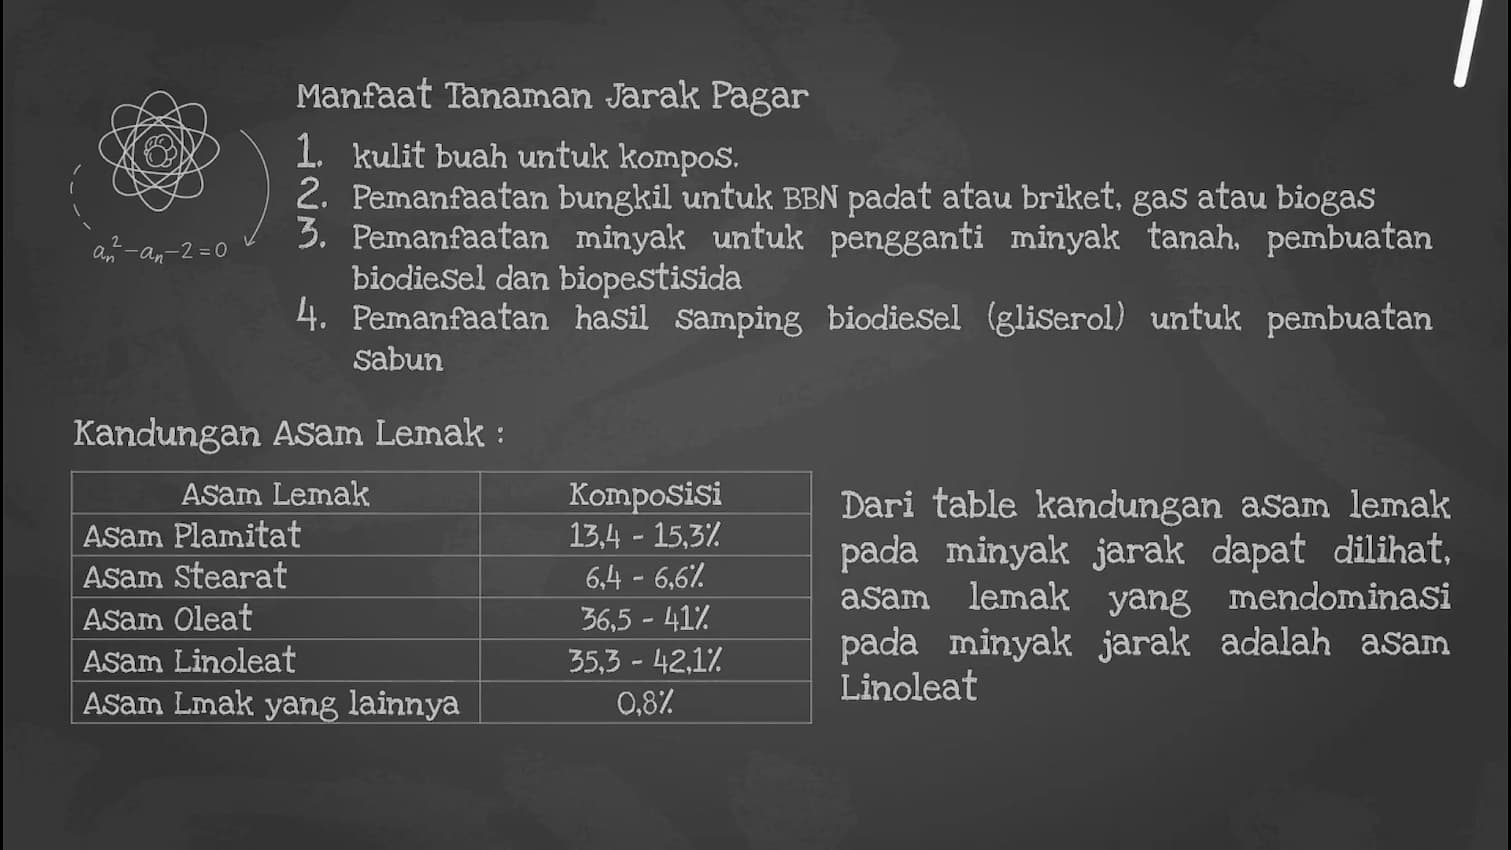 Manfaat Tanaman Jarak Pagar
1. kulit buah untuk kompos.
2. Pemanfaatan bungkil untuk BBN padat atau briket, gas atau biogas
3. Pemanfaatan minyak untuk pengganti minyak tanah, pembuatan
biodiesel dan biopestisida
4. Pemanfaatan hasil samping biodiesel (gliserol) untuk pembuatan
sabun
aₙ²-aₙ-2=0
Kandungan Asam Lemak :
Asam Lemak Komposisi
Asam Plamitat 13,4 - 15,3%
Asam Stearat 6,4 - 6,6%
Asam Oleat 36,5 - 41%
Asam Linoleat 35,3 - 42,1%
Asam Lmak yang lainnya 0,8%
Dari table kandungan asam lemak
pada minyak jarak dapat dilihat,
asam lemak yang mendominasi
pada minyak jarak adalah asam
Linoleat